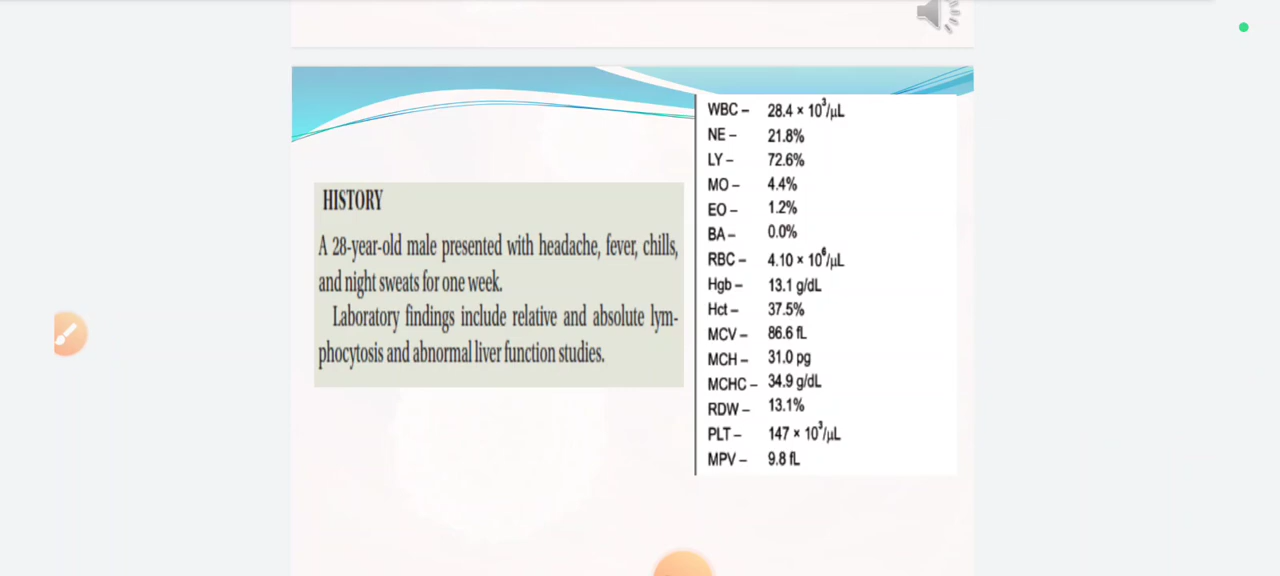 HISTORY
A 28-year-old male presented with headache, fever, chills,
and night sweats for one week.
Laboratory findings include relative and absolute lym-
phocytosis and abnormal liver function studies.
WBC – 28.4 × 10³/µL
NE – 21.8%
LY – 72.6%
MO – 4.4%
EO – 1.2%
BA – 0.0%
RBC – 4.10 × 10⁶/µL
Hgb – 13.1 g/dL
Hct – 37.5%
MCV – 86.6 fL
MCH – 31.0 pg
MCHC – 34.9 g/dL
RDW – 13.1%
PLT – 147 × 10³/µL
MPV – 9.8 fL